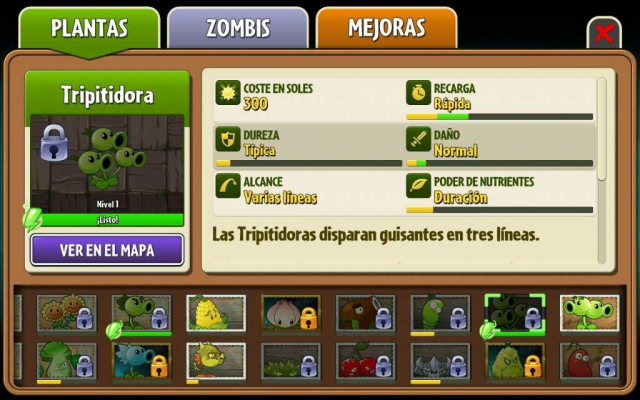 PLANTAS
ZOMBIS
MEJORAS
Tripitidora
Nivel 1
¡Listo!
VER EN EL MAPA
COSTE EN SOLES
300
RECARGA
Rápida
DUREZA
Típica
DAÑO
Normal
ALCANCE
Varias líneas
PODER DE NUTRIENTES
Duración
Las Tripitidoras disparan guisantes en tres líneas.